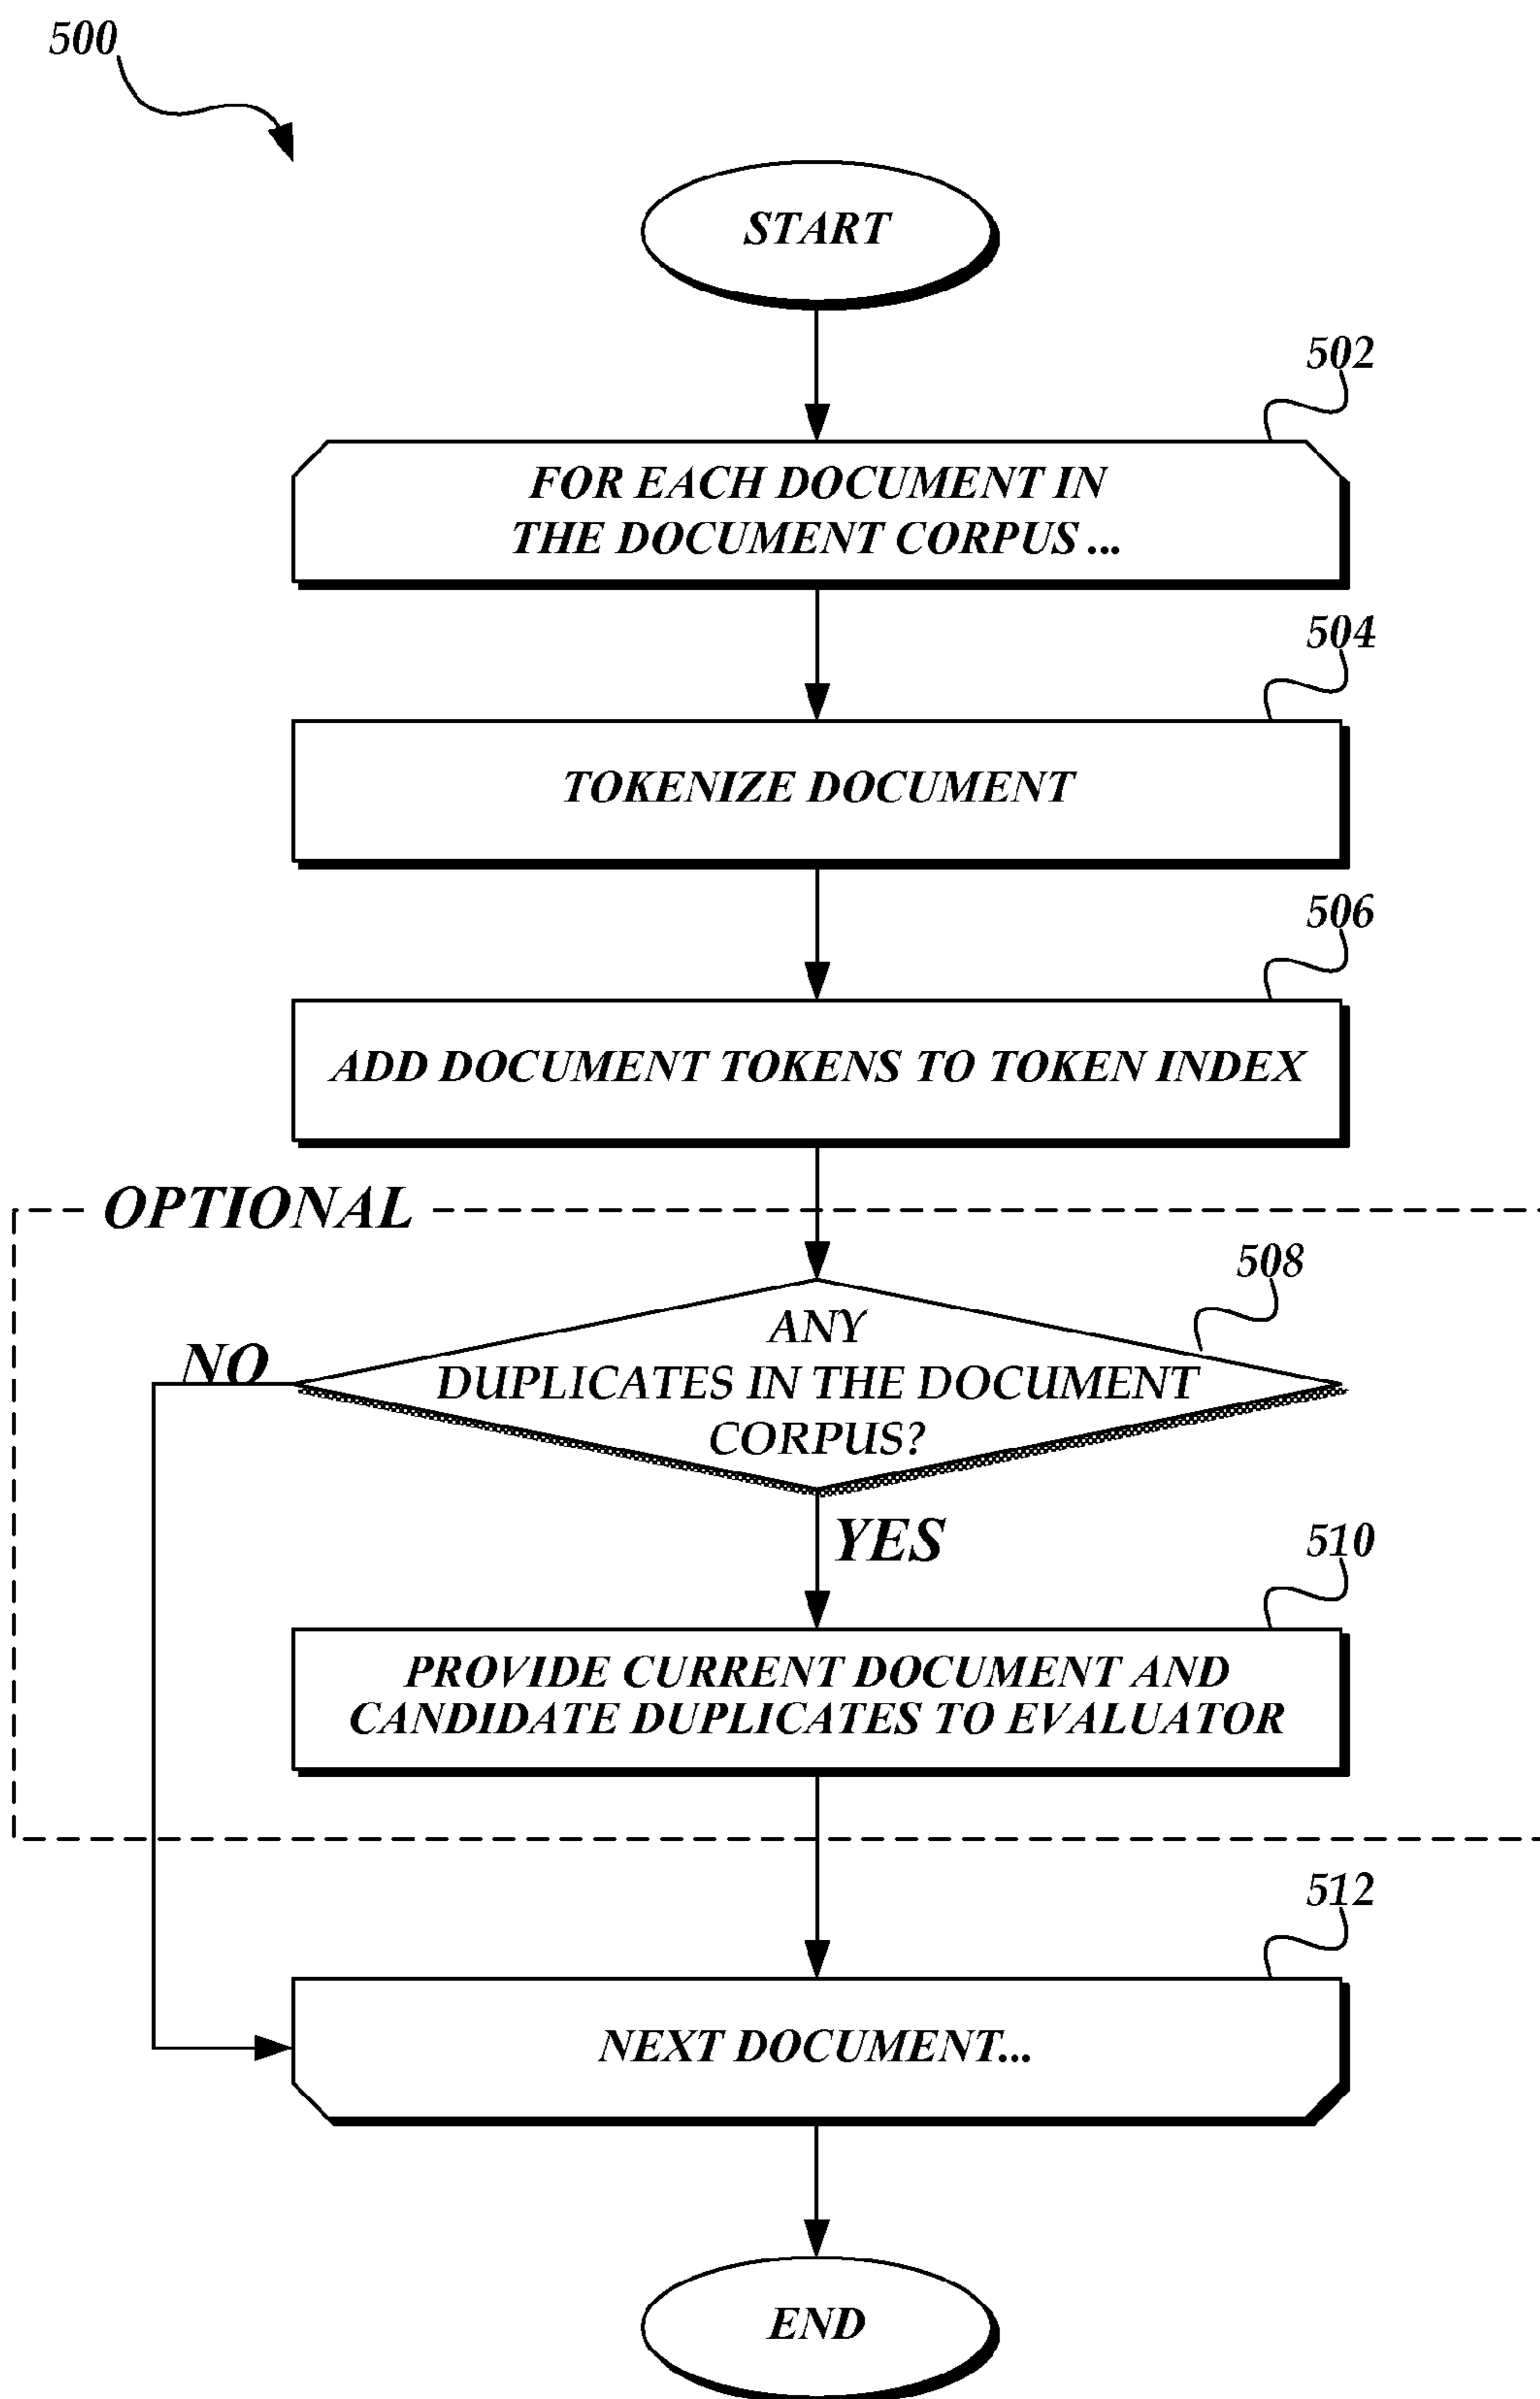 500
START
502
FOR EACH DOCUMENT IN
THE DOCUMENT CORPUS ...
504
TOKENIZE DOCUMENT
506
ADD DOCUMENT TOKENS TO TOKEN INDEX
OPTIONAL
508
ANY
DUPLICATES IN THE DOCUMENT
CORPUS?
NO
YES
510
PROVIDE CURRENT DOCUMENT AND
CANDIDATE DUPLICATES TO EVALUATOR
512
NEXT DOCUMENT...
END